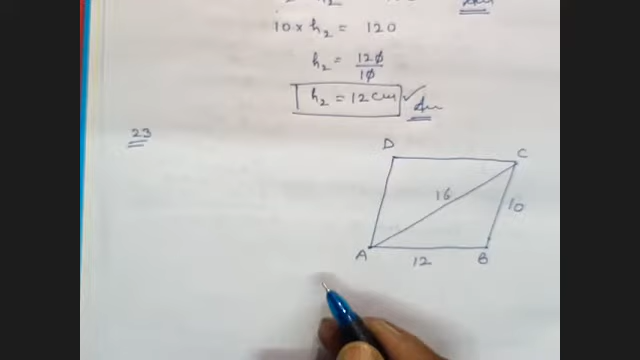 10 × h₂ = 120
h₂ = 120/10
h₂ = 12 cm ✓ Ans
23
D
C
16
10
A
12
B